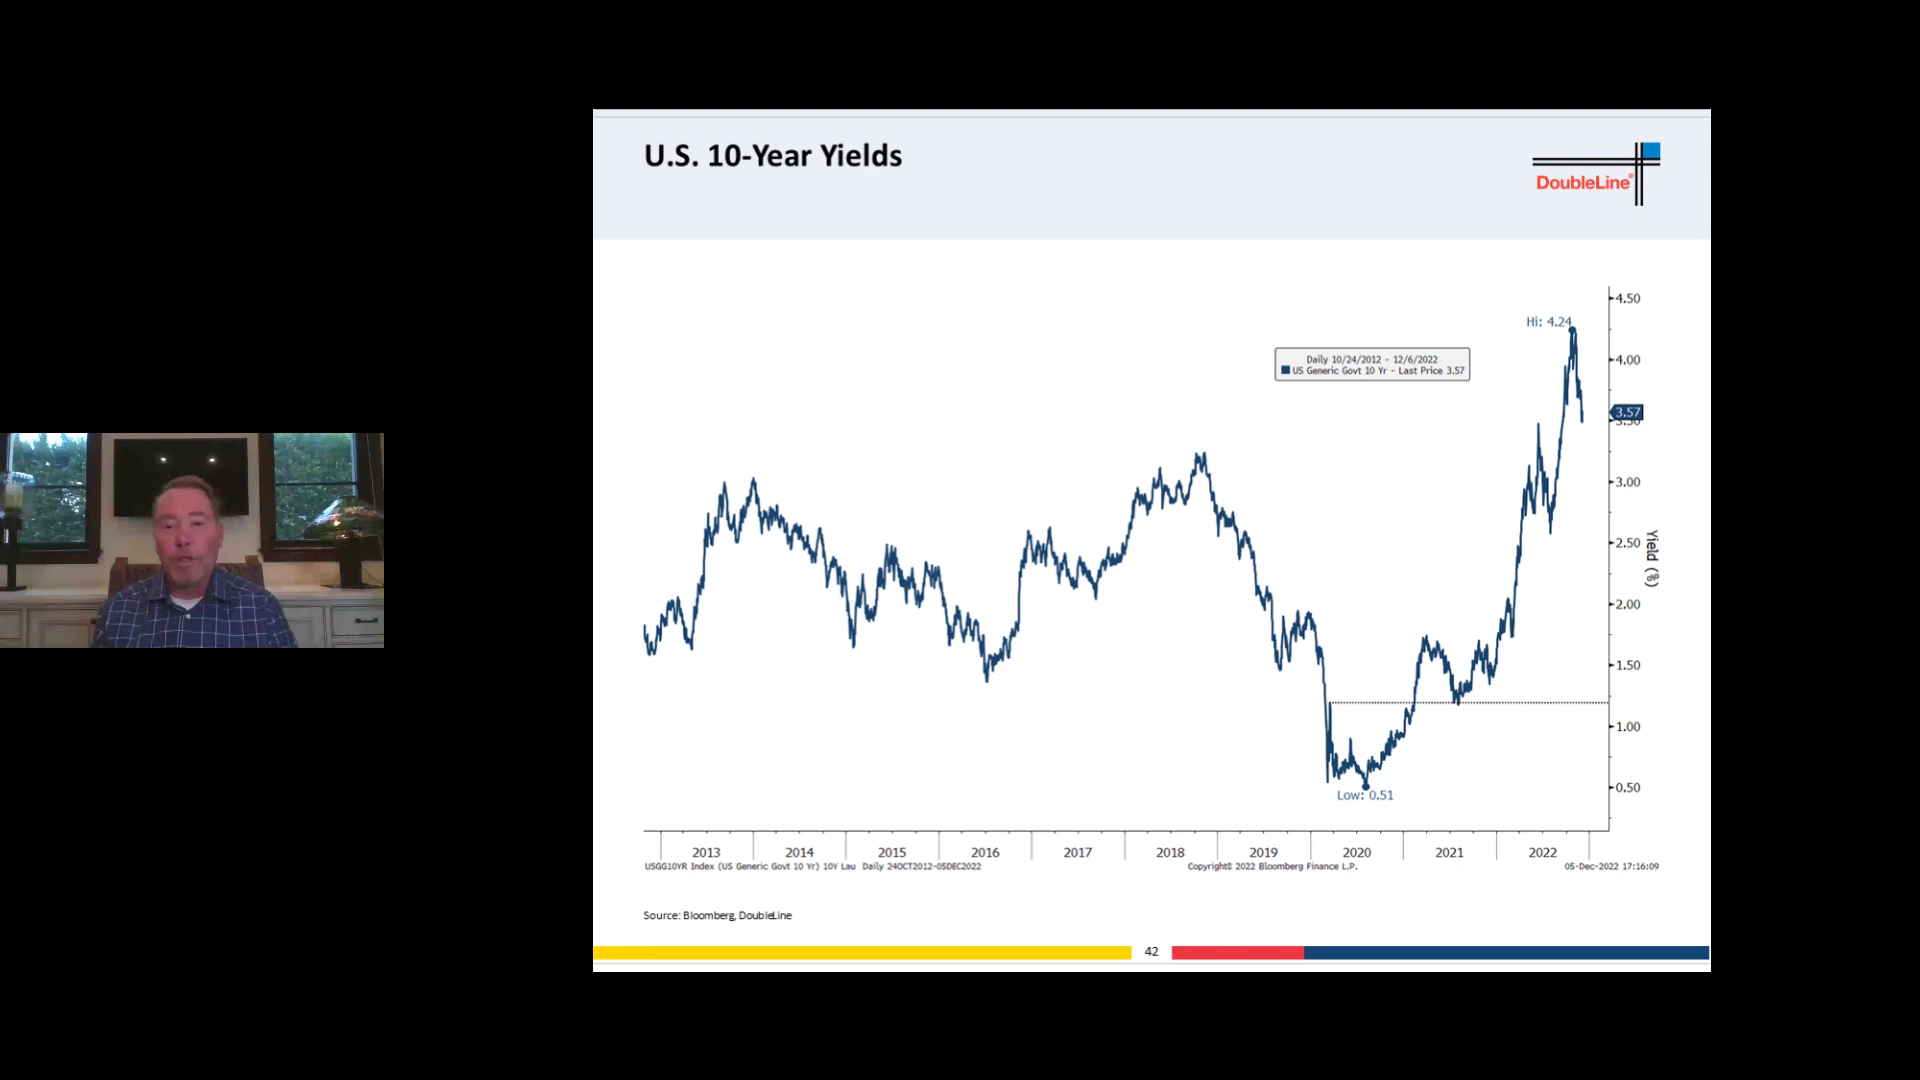 U.S. 10-Year Yields
DoubleLine®
4.50
Hi: 4.24
Daily 10/24/2012 - 12/6/2022
US Generic Govt 10 Yr - Last Price 3.57
4.00
3.57
3.50
3.00
2.50
Yield (%)
2.00
1.50
1.00
0.50
Low: 0.51
2013 2014 2015 2016 2017 2018 2019 2020 2021 2022
USGG10YR Index (US Generic Govt 10 Yr) 10Y Lau Daily 24OCT2012-05DEC2022 Copyright© 2022 Bloomberg Finance L.P. 05-Dec-2022 17:16:09
Source: Bloomberg, DoubleLine
42